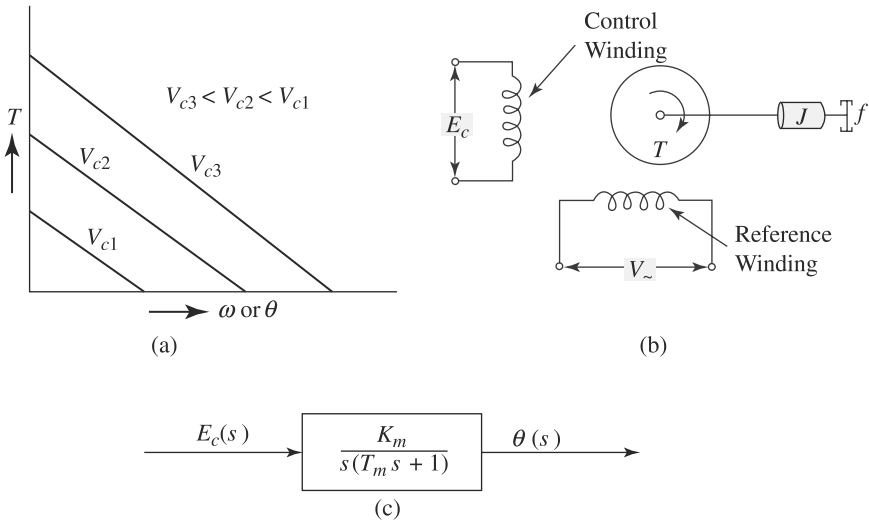 T
V_c3 < V_c2 < V_c1
V_c3
V_c2
V_c1
ω or θ
(a)
Control
Winding
E_c
T
J
f
Reference
Winding
V_~
(b)
E_c(s)
K_m
s(T_m s + 1)
θ (s)
(c)